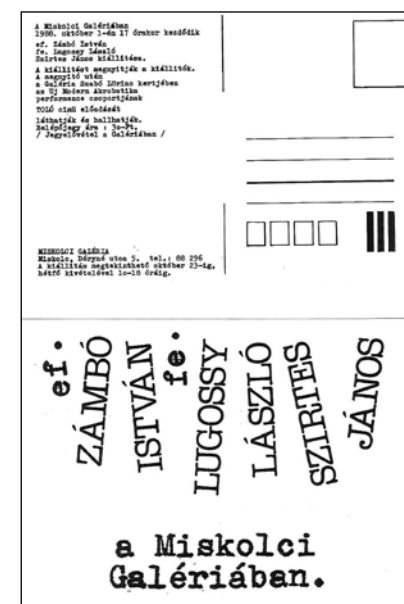 A Miskolci Galériában
1988. október 1-én 17 órakor kezdődik
ef. Zámbó István
fe. Lugossy László
Szirtes János kiállítása.
A kiállítást megnyitják a kiállítók.
A megnyitó után
a Galéria Szabó Lőrinc kertjében
az Új Modern Akrobatika
performance csoportjának
TOLÓ című előadását
láthatják és hallhatják.
Belépőjegy ára : 30-Ft.
/ Jegyelővétel a Galériában /
MISKOLCI GALÉRIA
Miskolc, Déryné utca 5. tel.: 88 296
A kiállítás megtekinthető október 23-ig,
hétfő kivételével 10-18 óráig.
ef. ZÁMBÓ
ISTVÁN
fe. LUGOSSY
LÁSZLÓ
SZIRTES
JÁNOS
a Miskolci
Galériában.